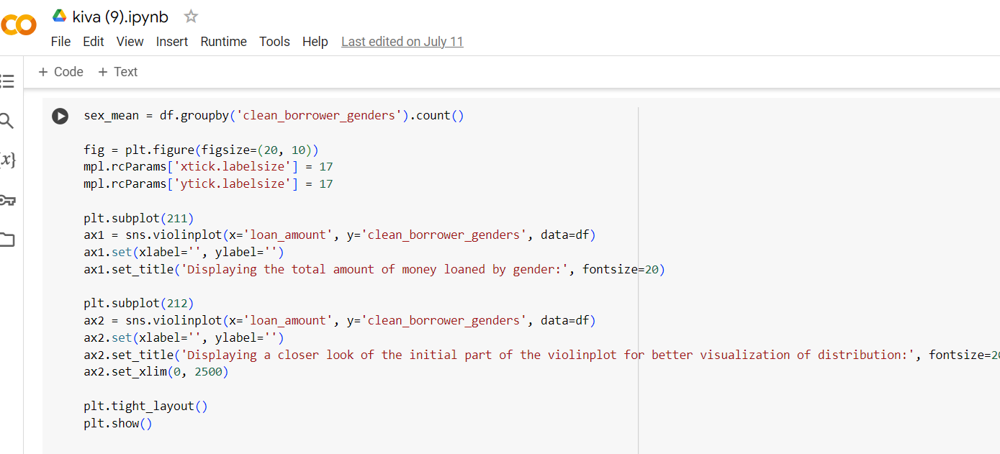 kiva (9).ipynb
File Edit View Insert Runtime Tools Help Last edited on July 11
+ Code + Text
{x}
sex_mean = df.groupby('clean_borrower_genders').count()
fig = plt.figure(figsize=(20, 10))
mpl.rcParams['xtick.labelsize'] = 17
mpl.rcParams['ytick.labelsize'] = 17
plt.subplot(211)
ax1 = sns.violinplot(x='loan_amount', y='clean_borrower_genders', data=df)
ax1.set(xlabel='', ylabel='')
ax1.set_title('Displaying the total amount of money loaned by gender:', fontsize=20)
plt.subplot(212)
ax2 = sns.violinplot(x='loan_amount', y='clean_borrower_genders', data=df)
ax2.set(xlabel='', ylabel='')
ax2.set_title('Displaying a closer look of the initial part of the violinplot for better visualization of distribution:', fontsize=20
ax2.set_xlim(0, 2500)
plt.tight_layout()
plt.show()